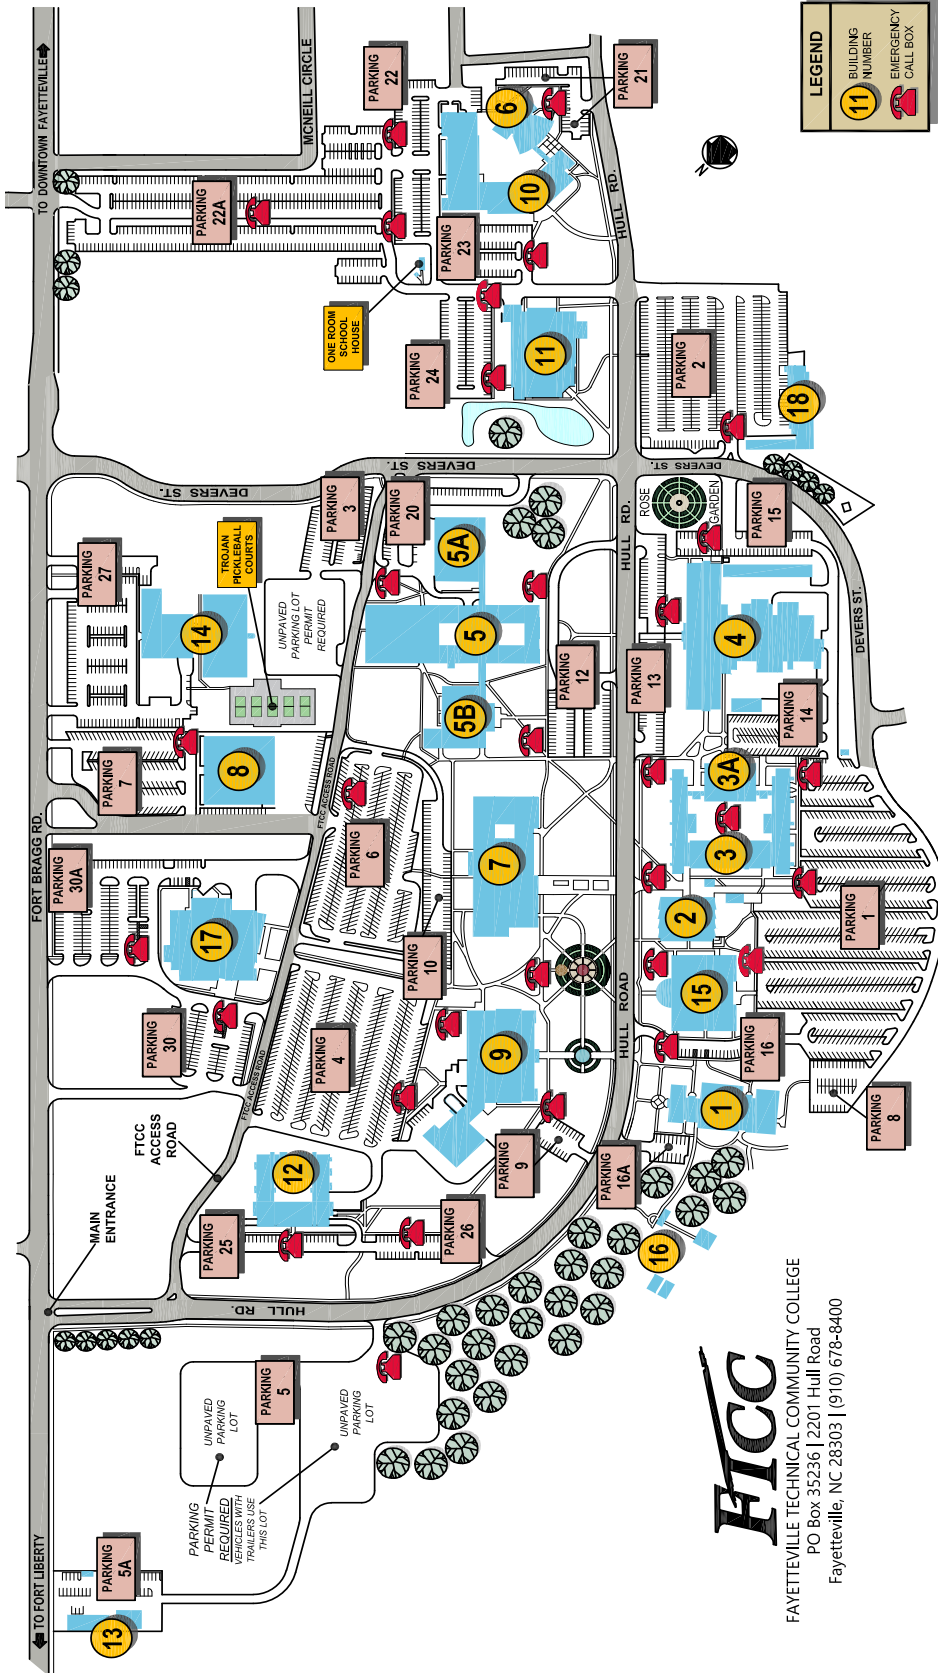 TO DOWNTOWN FAYETTEVILLE
MCNEILL CIRCLE
PARKING
22
PARKING
21
LEGEND
11
BUILDING
NUMBER
EMERGENCY
CALL BOX
PARKING
22A
6
10
HULL RD.
N
PARKING
23
ONE ROOM
SCHOOL
HOUSE
PARKING
24
11
PARKING
2
18
DEVERS ST.
DEVERS ST.
DEVERS ST.
PARKING
3
PARKING
20
HULL RD.
ROSE
GARDEN
PARKING
15
DEVERS ST.
PARKING
27
TROJAN
PICKLEBALL
COURTS
14
UNPAVED
PARKING LOT
PERMIT
REQUIRED
5A
5
5B
4
PARKING
12
PARKING
13
PARKING
14
FORT BRAGG RD.
PARKING
7
8
FTCC ACCESS ROAD
PARKING
6
7
3A
3
2
PARKING
1
PARKING
30A
17
PARKING
10
15
HULL ROAD
PARKING
30
PARKING
4
9
PARKING
16
1
PARKING
8
FTCC ACCESS ROAD
FTCC
ACCESS
ROAD
12
PARKING
9
PARKING
16A
MAIN
ENTRANCE
PARKING
25
PARKING
26
16
HULL RD.
PARKING
5
UNPAVED
PARKING
LOT
UNPAVED
PARKING
LOT
PARKING
PERMIT
REQUIRED
VEHICLES WITH
TRAILERS USE
THIS LOT
TO FORT LIBERTY
PARKING
5A
13
FTCC
FAYETTEVILLE TECHNICAL COMMUNITY COLLEGE
PO Box 35236 | 2201 Hull Road
Fayetteville, NC 28303 | (910) 678-8400